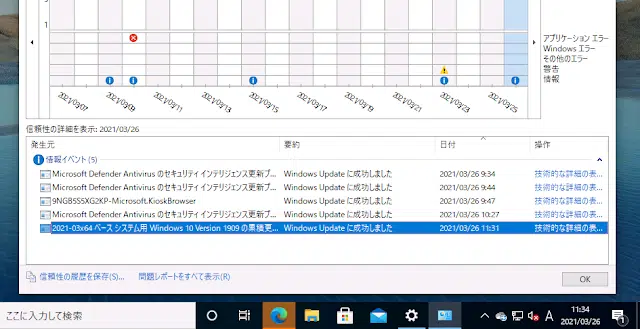 3
1
アプリケーション エラー
Windows エラー
その他のエラー
警告
情報
2021/03/07
2021/03/09
2021/03/11
2021/03/13
2021/03/15
2021/03/17
2021/03/19
2021/03/21
2021/03/23
2021/03/25
信頼性の詳細を表示: 2021/03/26
発生元 要約 日付 操作
情報イベント (5)
Microsoft Defender Antivirus のセキュリティ インテリジェンス更新プ... Windows Update に成功しました 2021/03/26 9:34 技術的な詳細の表...
Microsoft Defender Antivirus のセキュリティ インテリジェンス更新プ... Windows Update に成功しました 2021/03/26 9:44 技術的な詳細の表...
9NGB5S5XG2KP-Microsoft.KioskBrowser Windows Update に成功しました 2021/03/26 9:47 技術的な詳細の表...
Microsoft Defender Antivirus のセキュリティ インテリジェンス更新プ... Windows Update に成功しました 2021/03/26 10:27 技術的な詳細の表...
2021-03x64 ベース システム用 Windows 10 Version 1909 の累積更... Windows Update に成功しました 2021/03/26 11:31 技術的な詳細の表...
信頼性の履歴を保存(S)... 問題レポートをすべて表示(R)
OK
ここに入力して検索
A
11:34
2021/03/26
1